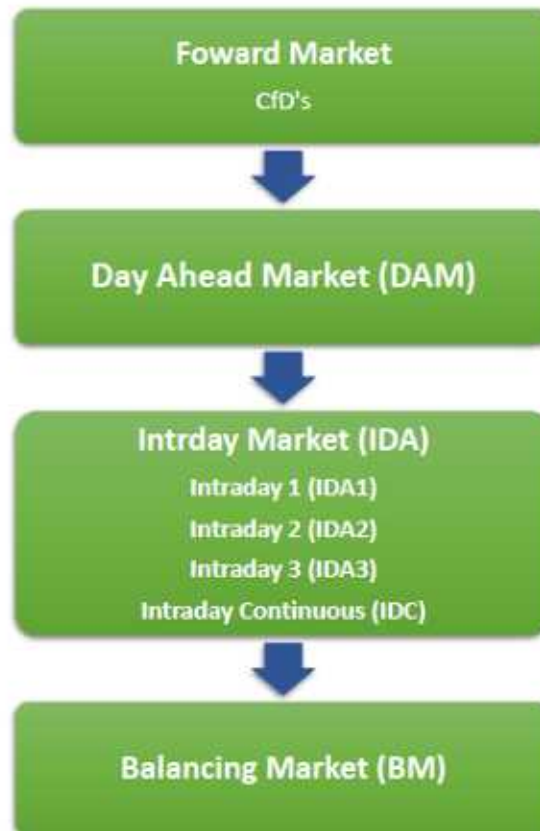 Foward Market
CfD's
Day Ahead Market (DAM)
Intrday Market (IDA)
Intraday 1 (IDA1)
Intraday 2 (IDA2)
Intraday 3 (IDA3)
Intraday Continuous (IDC)
Balancing Market (BM)